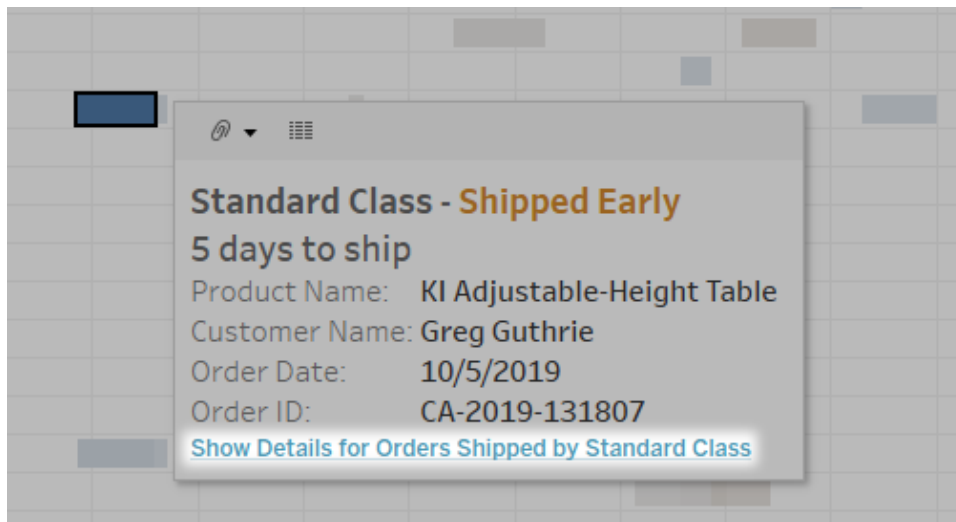 Standard Class - Shipped Early
5 days to ship
Product Name: KI Adjustable-Height Table
Customer Name: Greg Guthrie
Order Date: 10/5/2019
Order ID: CA-2019-131807
Show Details for Orders Shipped by Standard Class